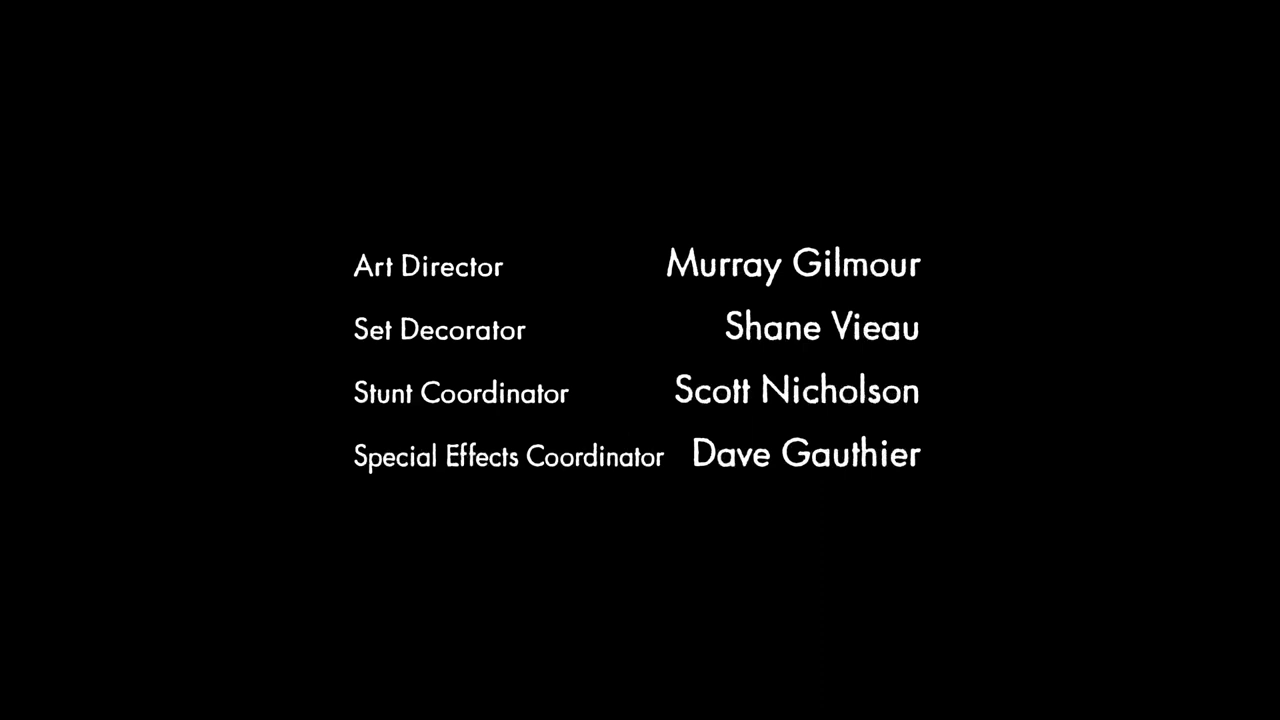 Art Director Murray Gilmour
Set Decorator Shane Vieau
Stunt Coordinator Scott Nicholson
Special Effects Coordinator Dave Gauthier